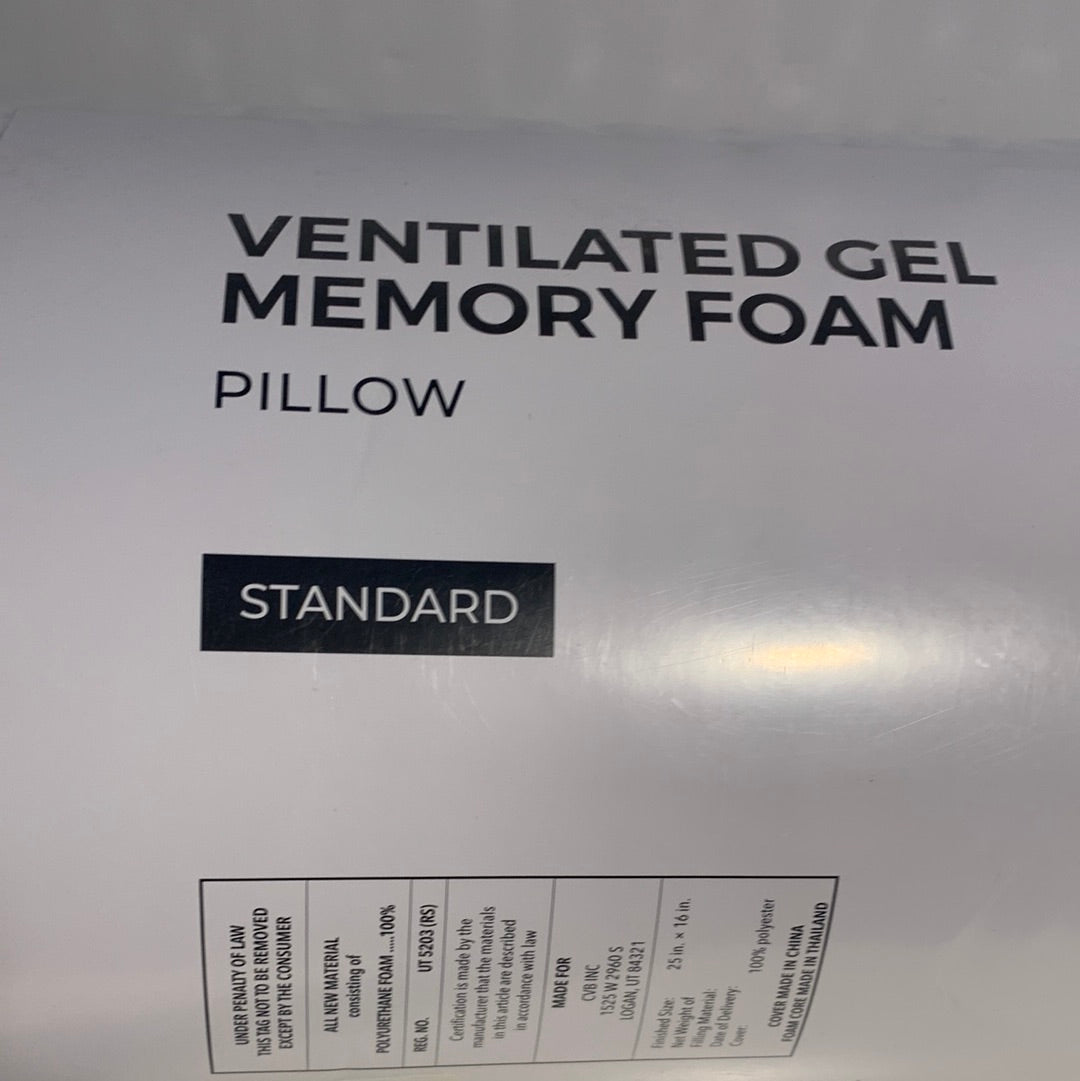 VENTILATED GEL
MEMORY FOAM
PILLOW
STANDARD
UNDER PENALTY OF LAW
THIS TAG NOT TO BE REMOVED
EXCEPT BY THE CONSUMER
ALL NEW MATERIAL
consisting of
POLYURETHANE FOAM .....100%
REG. NO. UT 5203 (RS)
Certification is made by the
manufacturer that the materials
in this article are described
in accordance with law
MADE FOR
CVB INC
1525 W 2960 S
LOGAN, UT 84321
Finished Size: 25 in. x 16 in.
Net Weight of
Filling Material:
Date of Delivery:
Cover: 100% polyester
COVER MADE IN CHINA
FOAM CORE MADE IN THAILAND